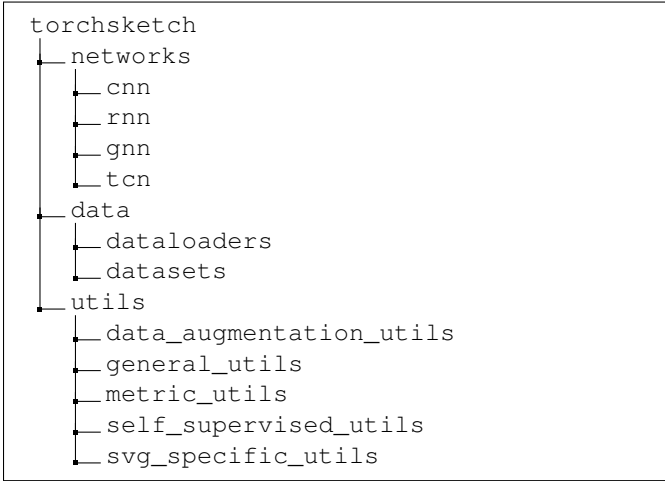 torchsketch
networks
cnn
rnn
gnn
tcn
data
dataloaders
datasets
utils
data_augmentation_utils
general_utils
metric_utils
self_supervised_utils
svg_specific_utils